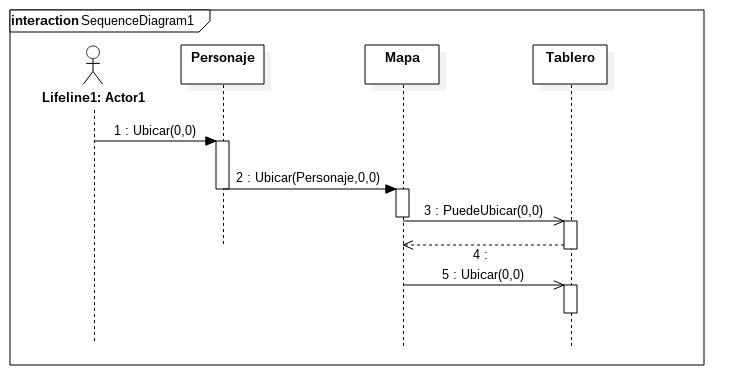 interaction SequenceDiagram1
Personaje
Mapa
Tablero
Lifeline1: Actor1
1 : Ubicar(0,0)
2 : Ubicar(Personaje,0,0)
3 : PuedeUbicar(0,0)
4 :
5 : Ubicar(0,0)